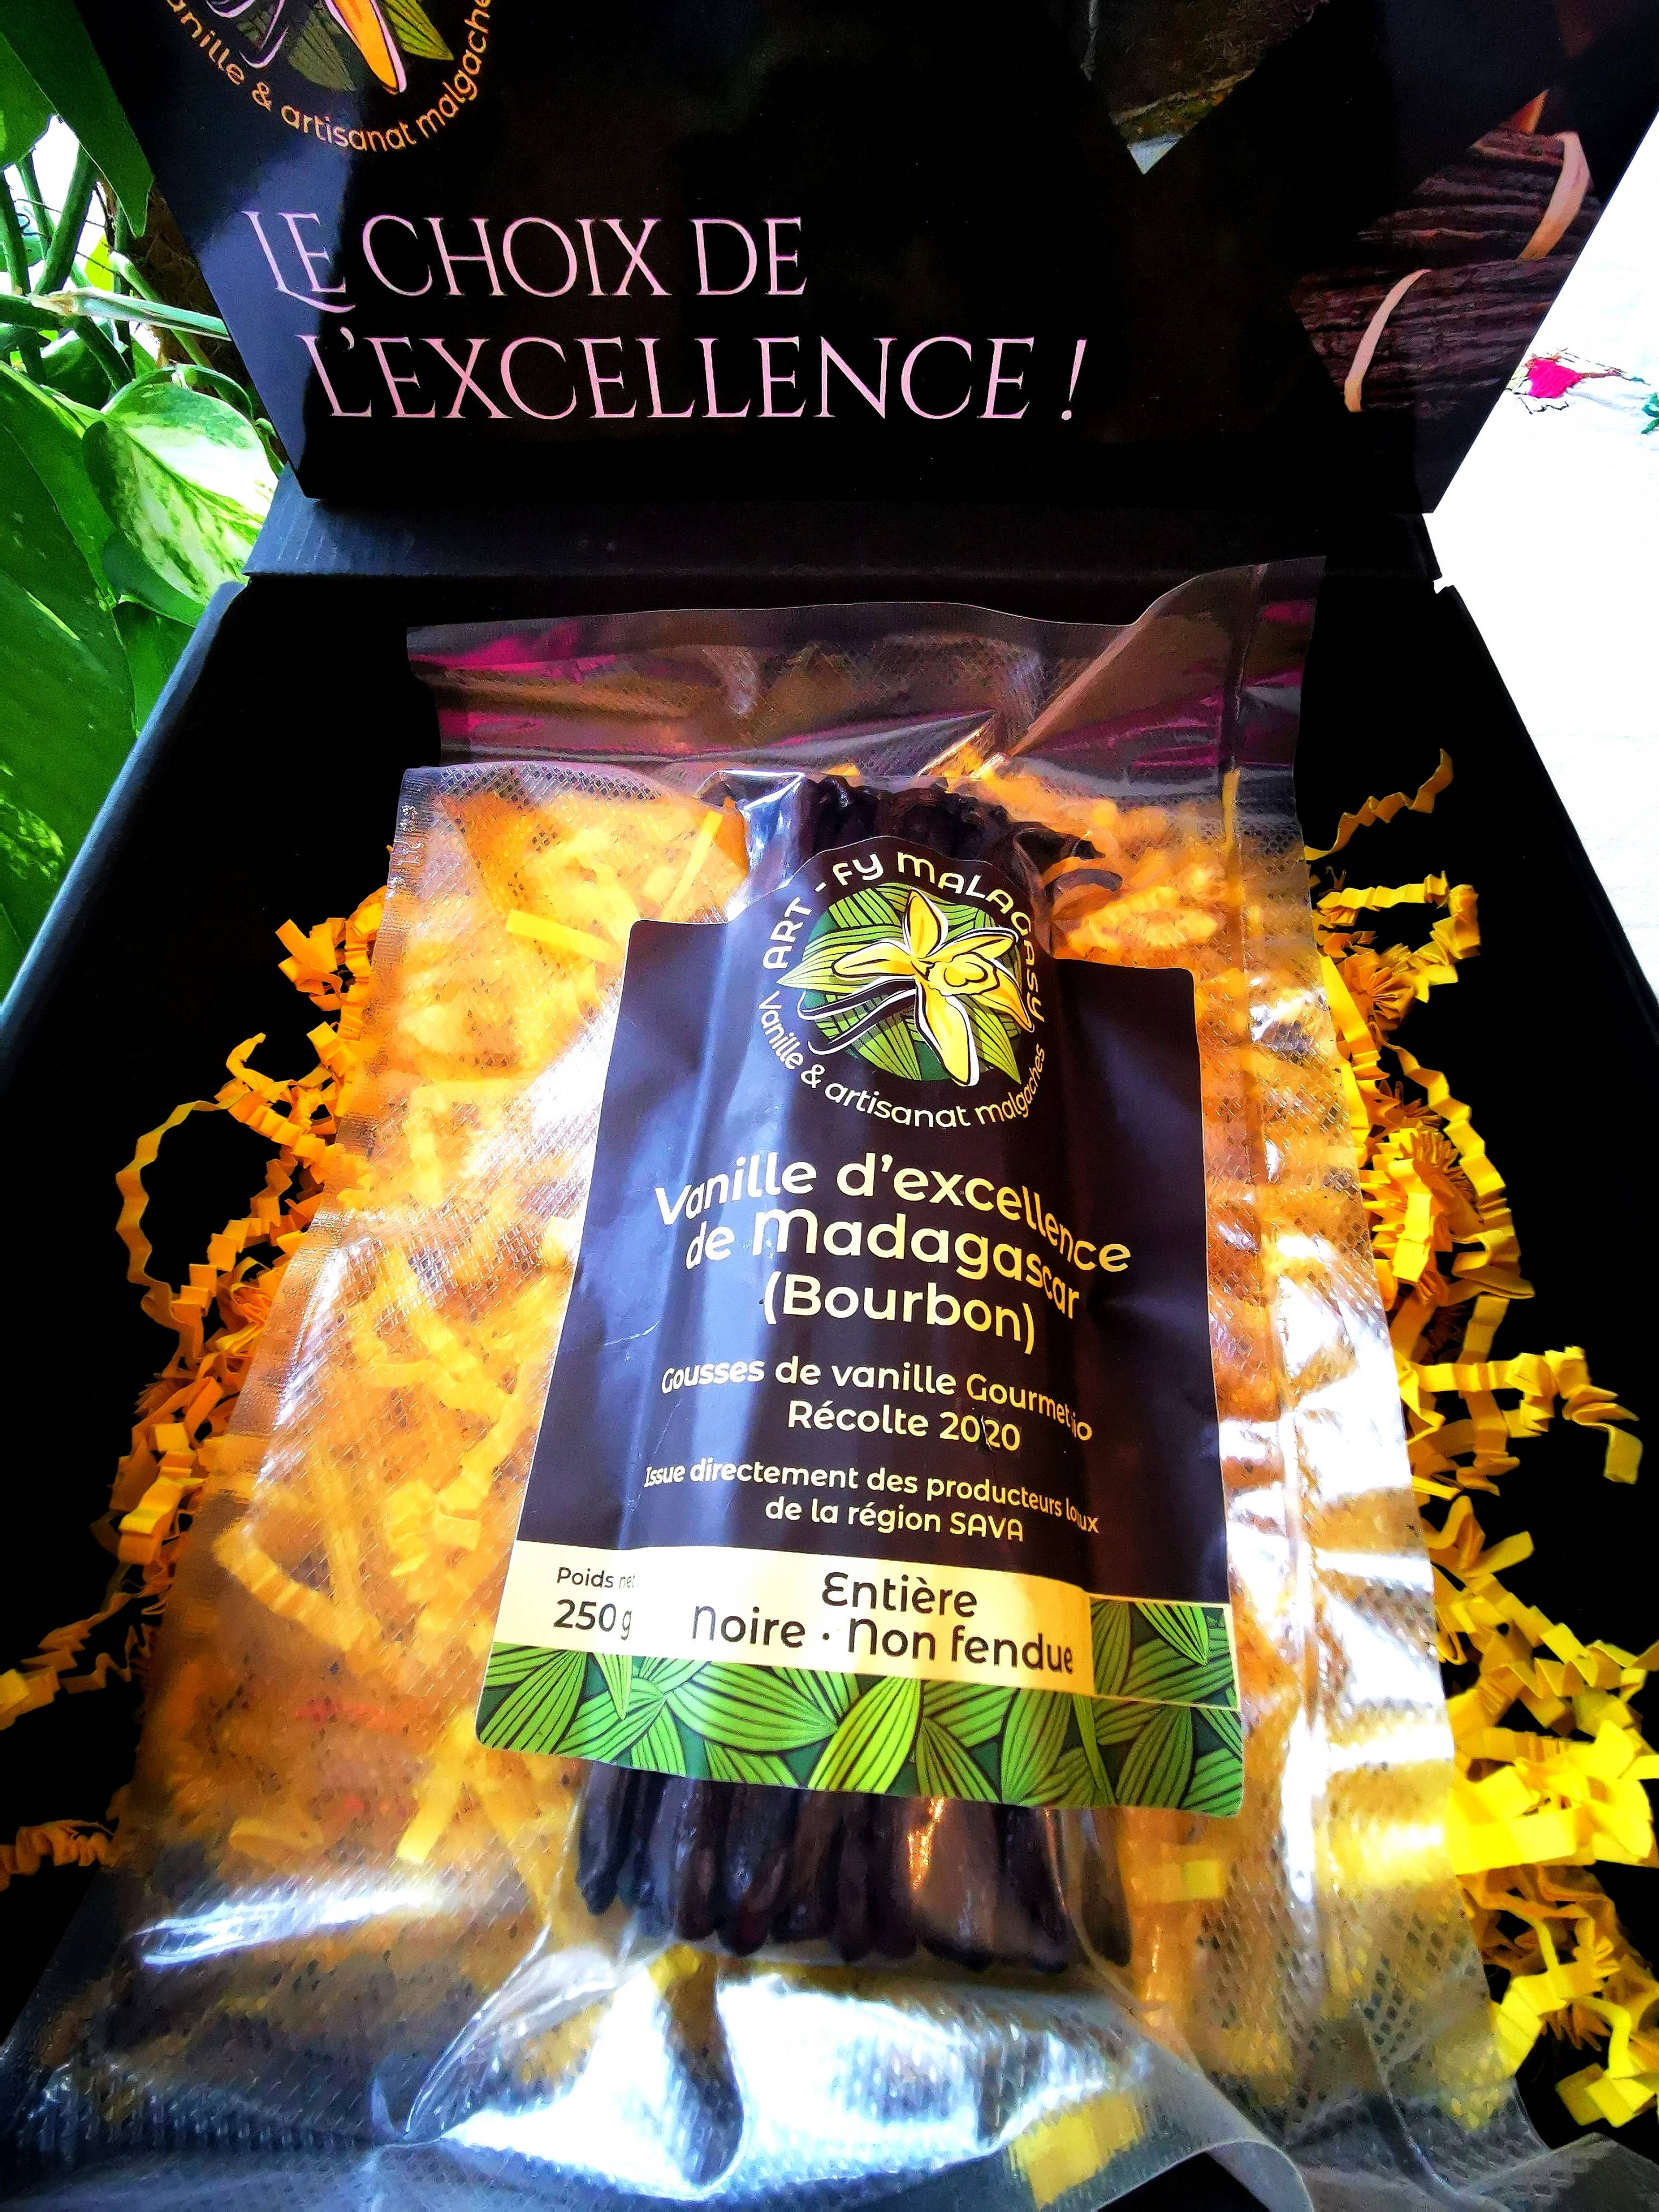 vanille & artisanat malgaches
LE CHOIX DE
L'EXCELLENCE !
ART-FY MALAGASY
Vanille & artisanat malgaches
Vanille d'excellence
de Madagascar
(Bourbon)
Gousses de vanille Gourmet
Récolte 2020
Issue directement des producteurs
de la région SAVA
Poids net
250g
Entière
Noire · Non fendue